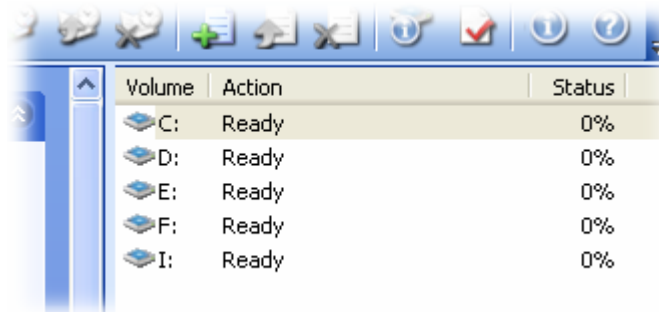 Volume Action Status
C: Ready 0%
D: Ready 0%
E: Ready 0%
F: Ready 0%
I: Ready 0%